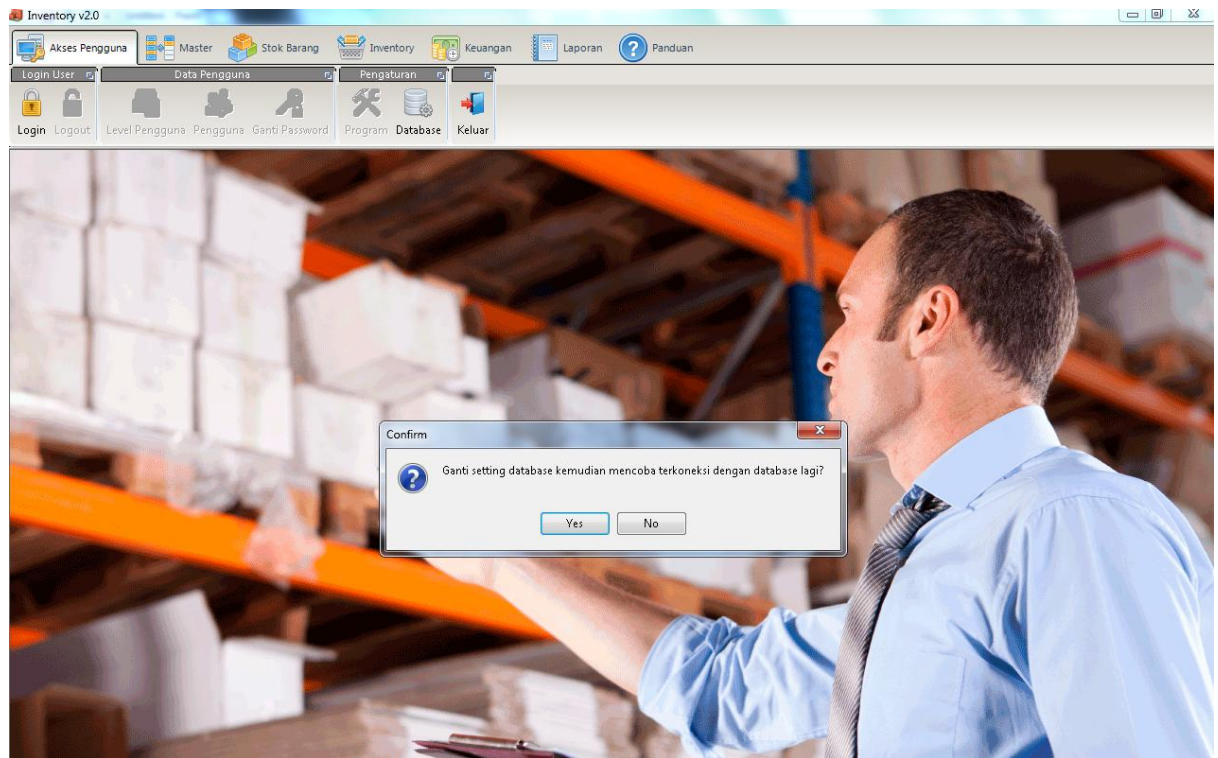 Inventory v2.0
Akses Pengguna Master Stok Barang Inventory Keuangan Laporan Panduan
Login User Data Pengguna Pengaturan
Login Logout Level Pengguna Pengguna Ganti Password Program Database Keluar
Confirm
Ganti setting database kemudian mencoba terkoneksi dengan database lagi?
Yes No